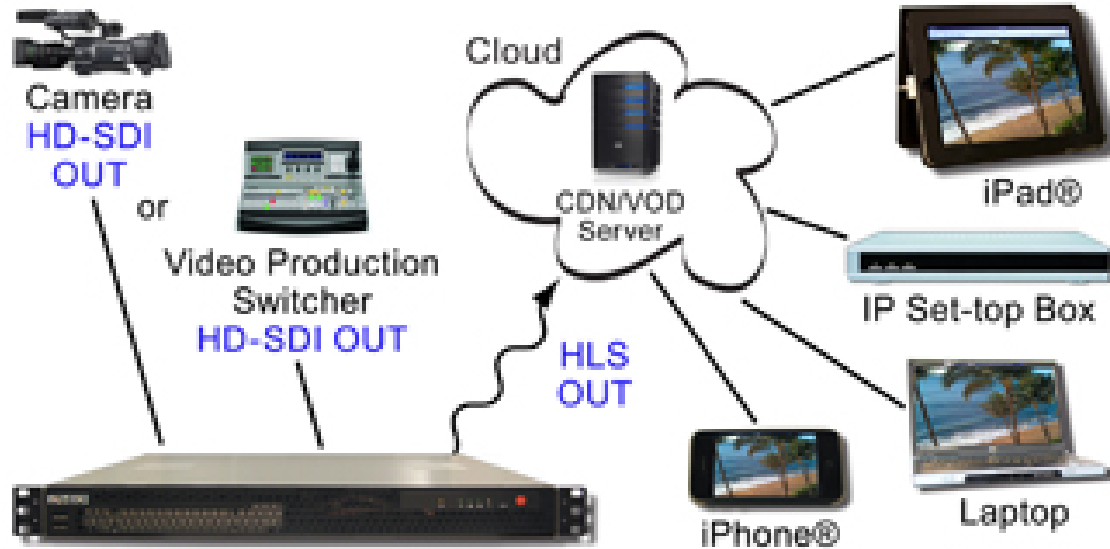 Camera
HD-SDI
OUT
or
Video Production
Switcher
HD-SDI OUT
Cloud
CDN/VOD
Server
HLS
OUT
iPad®
IP Set-top Box
Laptop
iPhone®